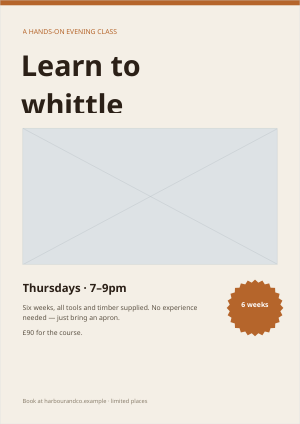 A HANDS-ON EVENING CLASS
Learn to
whittle
Thursdays · 7–9pm
Six weeks, all tools and timber supplied. No experience
needed — just bring an apron.
£90 for the course.
6 weeks
Book at harbourandco.example · limited places